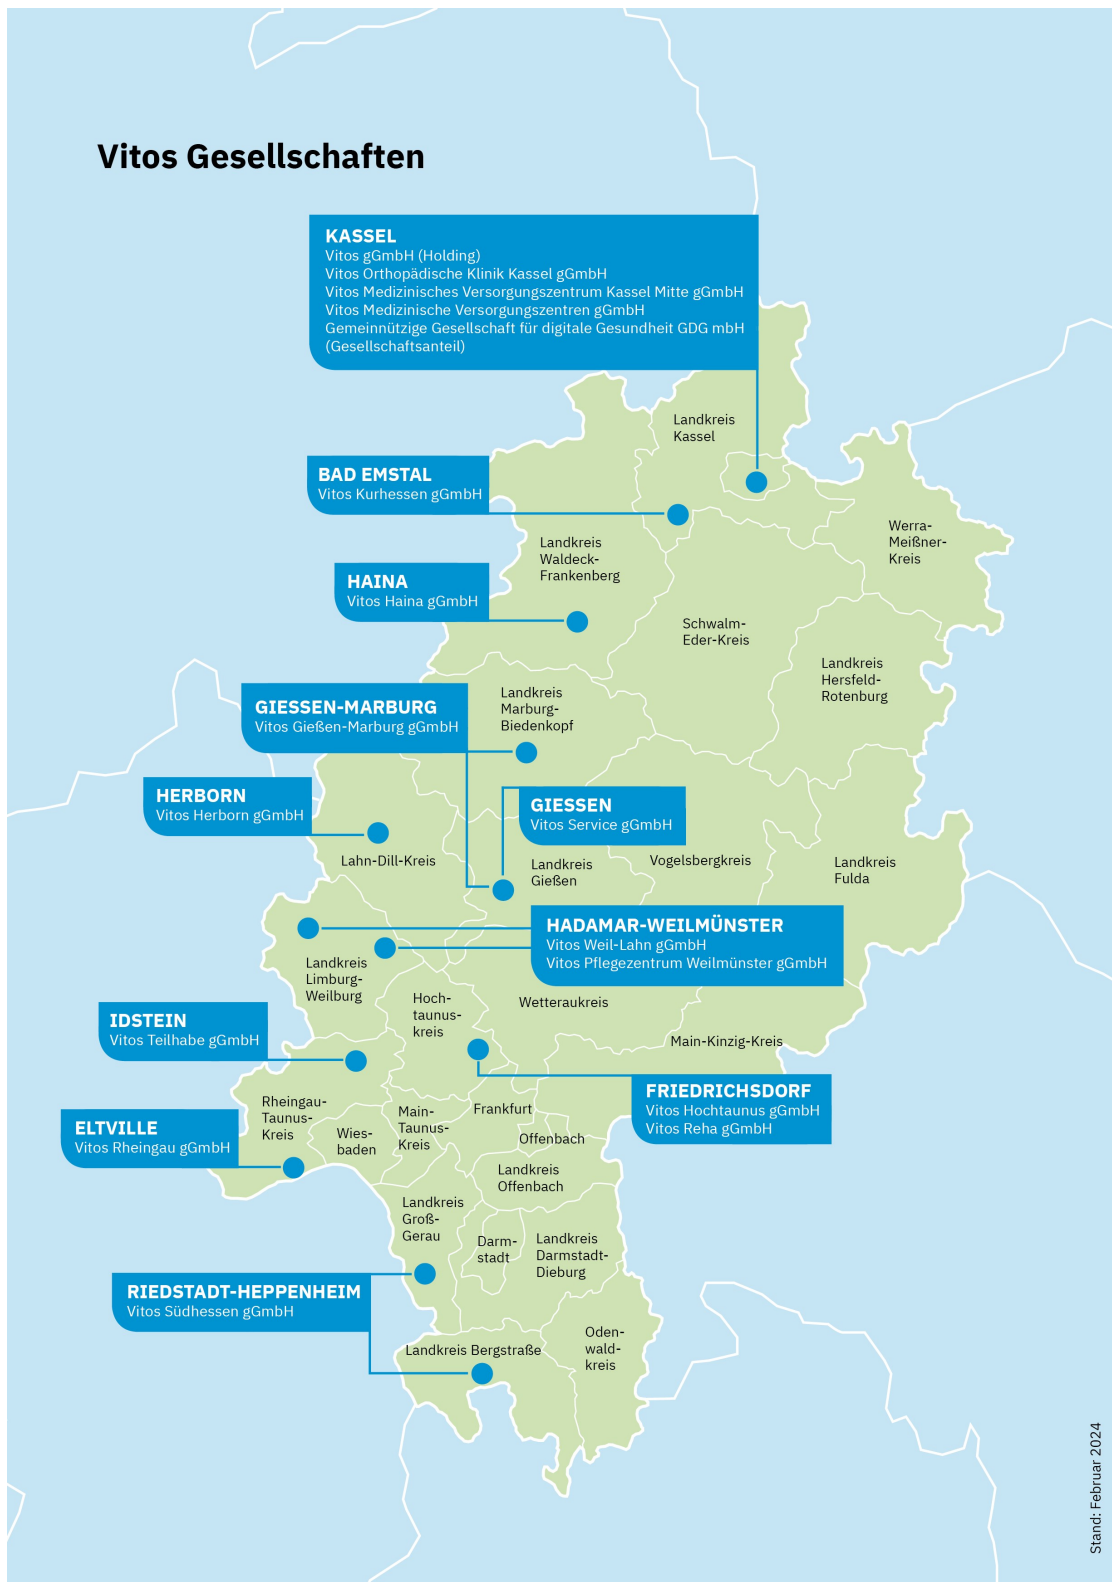 Vitos Gesellschaften
KASSEL
Vitos gGmbH (Holding)
Vitos Orthopädische Klinik Kassel gGmbH
Vitos Medizinisches Versorgungszentrum Kassel Mitte gGmbH
Vitos Medizinische Versorgungszentren gGmbH
Gemeinnützige Gesellschaft für digitale Gesundheit GDG mbH
(Gesellschaftsanteil)
Landkreis
Kassel
BAD EMSTAL
Vitos Kurhessen gGmbH
Werra-
Meißner-
Kreis
Landkreis
Waldeck-
Frankenberg
HAINA
Vitos Haina gGmbH
Schwalm-
Eder-Kreis
Landkreis
Hersfeld-
Rotenburg
Landkreis
Marburg-
Biedenkopf
GIESSEN-MARBURG
Vitos Gießen-Marburg gGmbH
HERBORN
Vitos Herborn gGmbH
GIESSEN
Vitos Service gGmbH
Lahn-Dill-Kreis
Landkreis
Gießen
Vogelsbergkreis
Landkreis
Fulda
HADAMAR-WEILMÜNSTER
Vitos Weil-Lahn gGmbH
Vitos Pflegezentrum Weilmünster gGmbH
Landkreis
Limburg-
Weilburg
Hoch-
taunus-
kreis
Wetteraukreis
IDSTEIN
Vitos Teilhabe gGmbH
Main-Kinzig-Kreis
FRIEDRICHSDORF
Vitos Hochtaunus gGmbH
Vitos Reha gGmbH
Rheingau-
Taunus-
Kreis
Main-
Taunus-
Kreis
Frankfurt
ELTVILLE
Vitos Rheingau gGmbH
Wies-
baden
Offenbach
Landkreis
Offenbach
Landkreis
Groß-
Gerau
Darm-
stadt
Landkreis
Darmstadt-
Dieburg
RIEDSTADT-HEPPENHEIM
Vitos Südhessen gGmbH
Landkreis Bergstraße
Oden-
wald-
kreis
Stand: Februar 2024